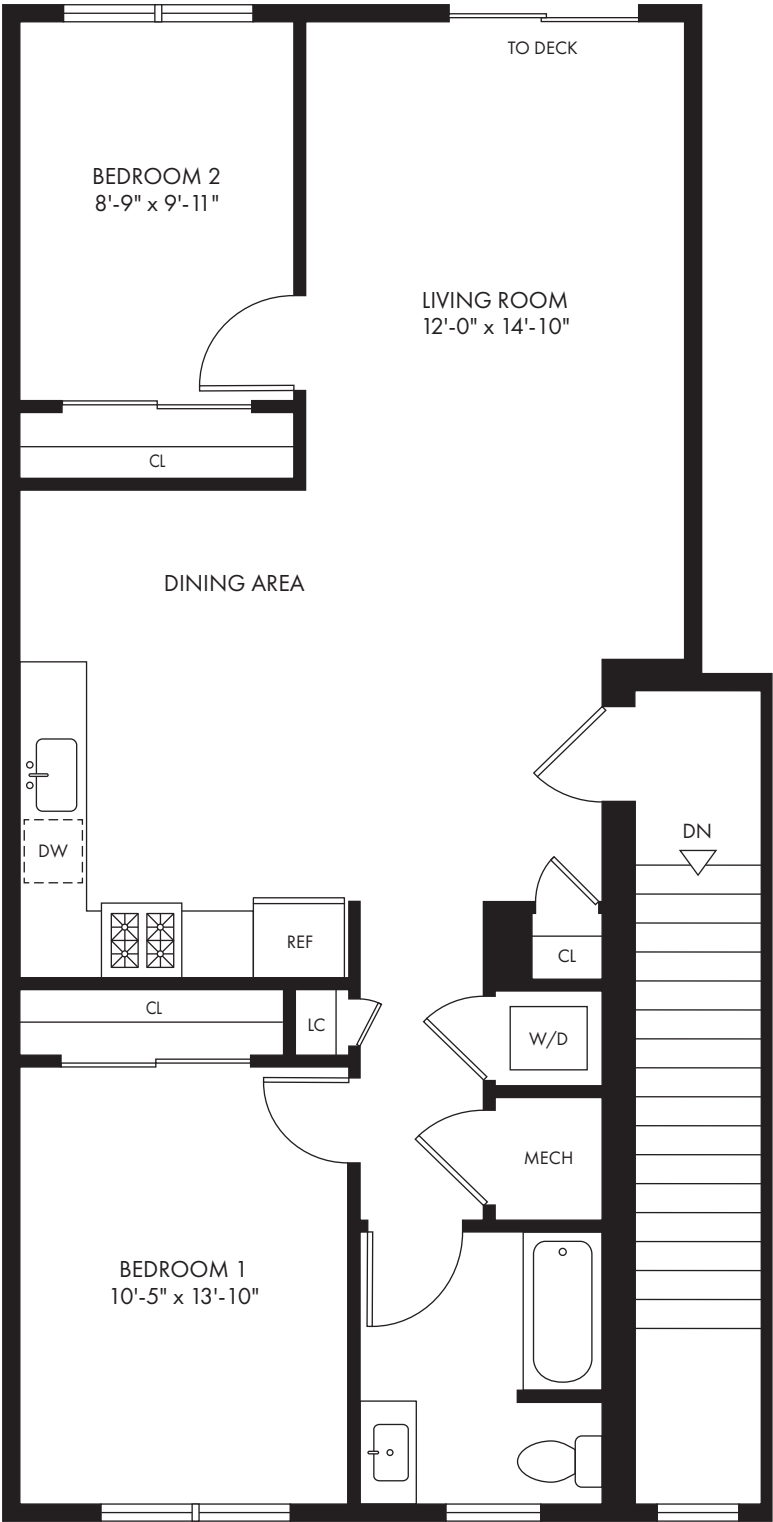 TO DECK
BEDROOM 2
8'-9" x 9'-11"
LIVING ROOM
12'-0" x 14'-10"
CL
DINING AREA
DN
DW
REF
CL
CL
LC
W/D
MECH
BEDROOM 1
10'-5" x 13'-10"